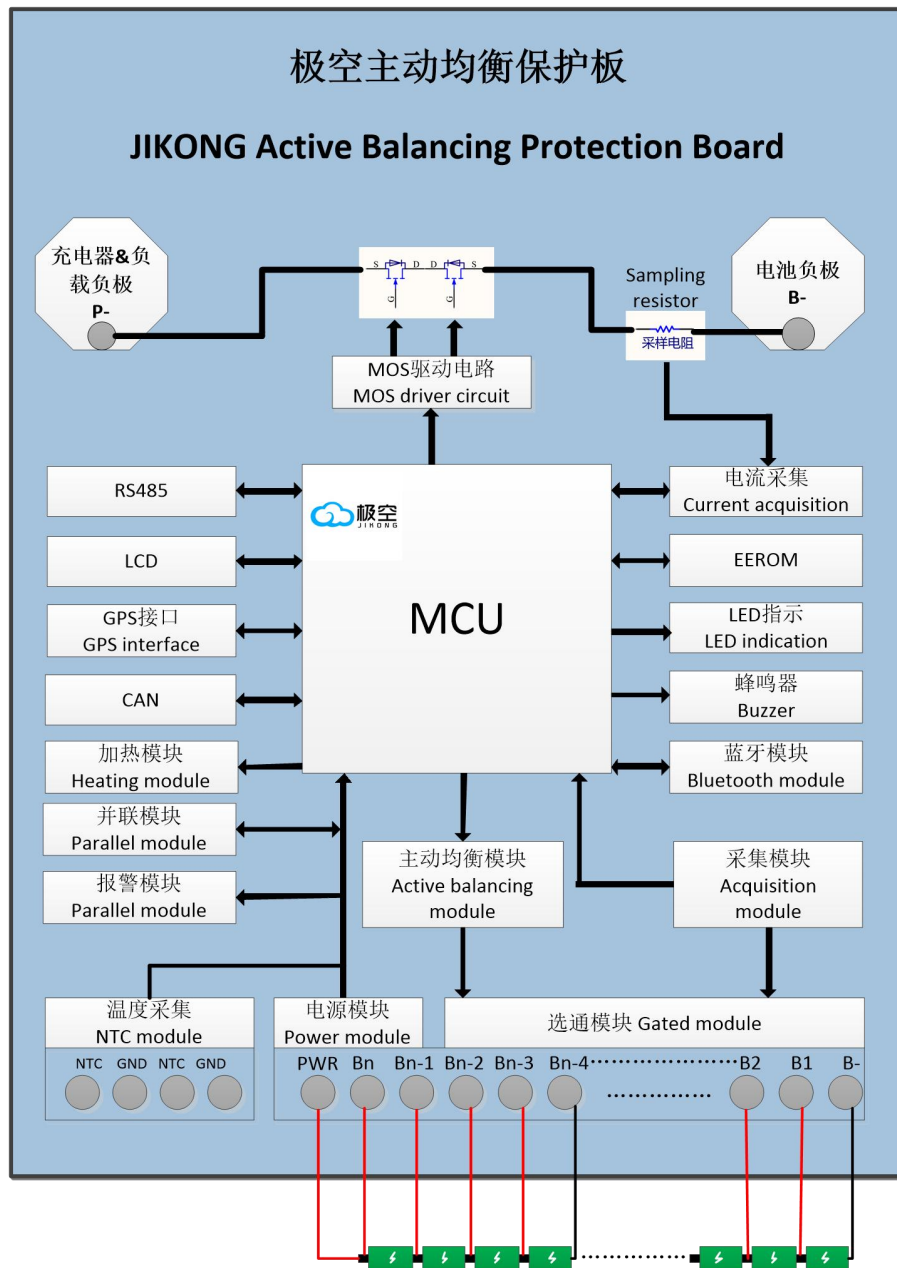 极空主动均衡保护板
JIKONG Active Balancing Protection Board
充电器&负
载负极
P-
S D D S
G G
Sampling
resistor
采样电阻
电池负极
B-
MOS驱动电路
MOS driver circuit
RS485
LCD
GPS接口
GPS interface
CAN
加热模块
Heating module
并联模块
Parallel module
报警模块
Parallel module
极空
JIKONG
MCU
电流采集
Current acquisition
EEROM
LED指示
LED indication
蜂鸣器
Buzzer
蓝牙模块
Bluetooth module
主动均衡模块
Active balancing
module
采集模块
Acquisition
module
温度采集
NTC module
NTC GND NTC GND
电源模块
Power module
选通模块 Gated module
PWR Bn Bn-1 Bn-2 Bn-3 Bn-4 B2 B1 B-